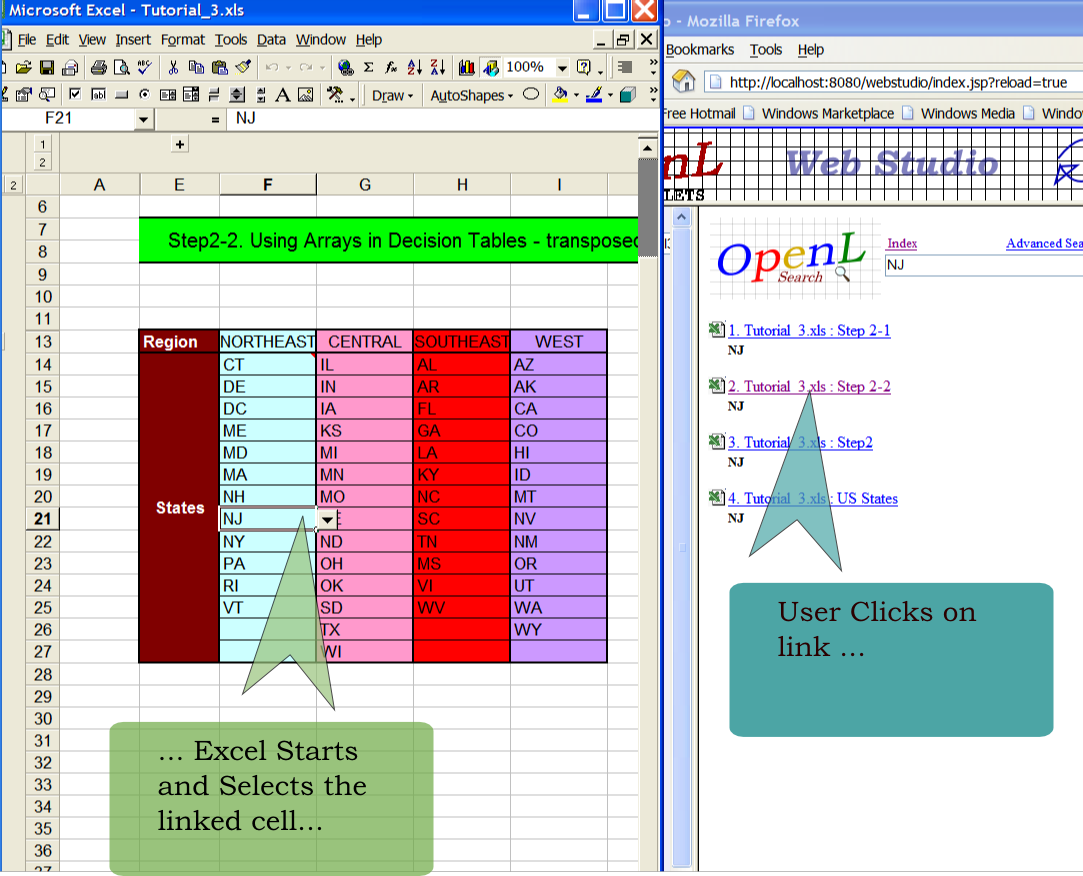 Microsoft Excel - Tutorial_3.xls
File Edit View Insert Format Tools Data Window Help
100%
Draw AutoShapes
F21 = NJ
1
2
2
A E F G H I
6
7
8
Step2-2. Using Arrays in Decision Tables - transposed
9
10
11
13 Region NORTHEAST CENTRAL SOUTHEAST WEST
14 CT IL AL AZ
15 DE IN AR AK
16 DC IA FL CA
17 ME KS GA CO
18 MD MI LA HI
19 MA MN KY ID
20 NH MO NC MT
States
21 NJ SC NV
22 NY ND TN NM
23 PA OH MS OR
24 RI OK VI UT
25 VT SD WV WA
26 TX WY
27 WI
28
29
30
31
32
33
34
35
36
37
... Excel Starts
and Selects the
linked cell...
o - Mozilla Firefox
Bookmarks Tools Help
http://localhost:8080/webstudio/index.jsp?reload=true
Free Hotmail Windows Marketplace Windows Media Windo
nL Web Studio
LETS
OpenL
Search
Index Advanced Sea
NJ
1. Tutorial_3.xls : Step 2-1
NJ
2. Tutorial_3.xls : Step 2-2
NJ
3. Tutorial_3.xls : Step2
NJ
4. Tutorial_3.xls : US States
NJ
User Clicks on
link ...